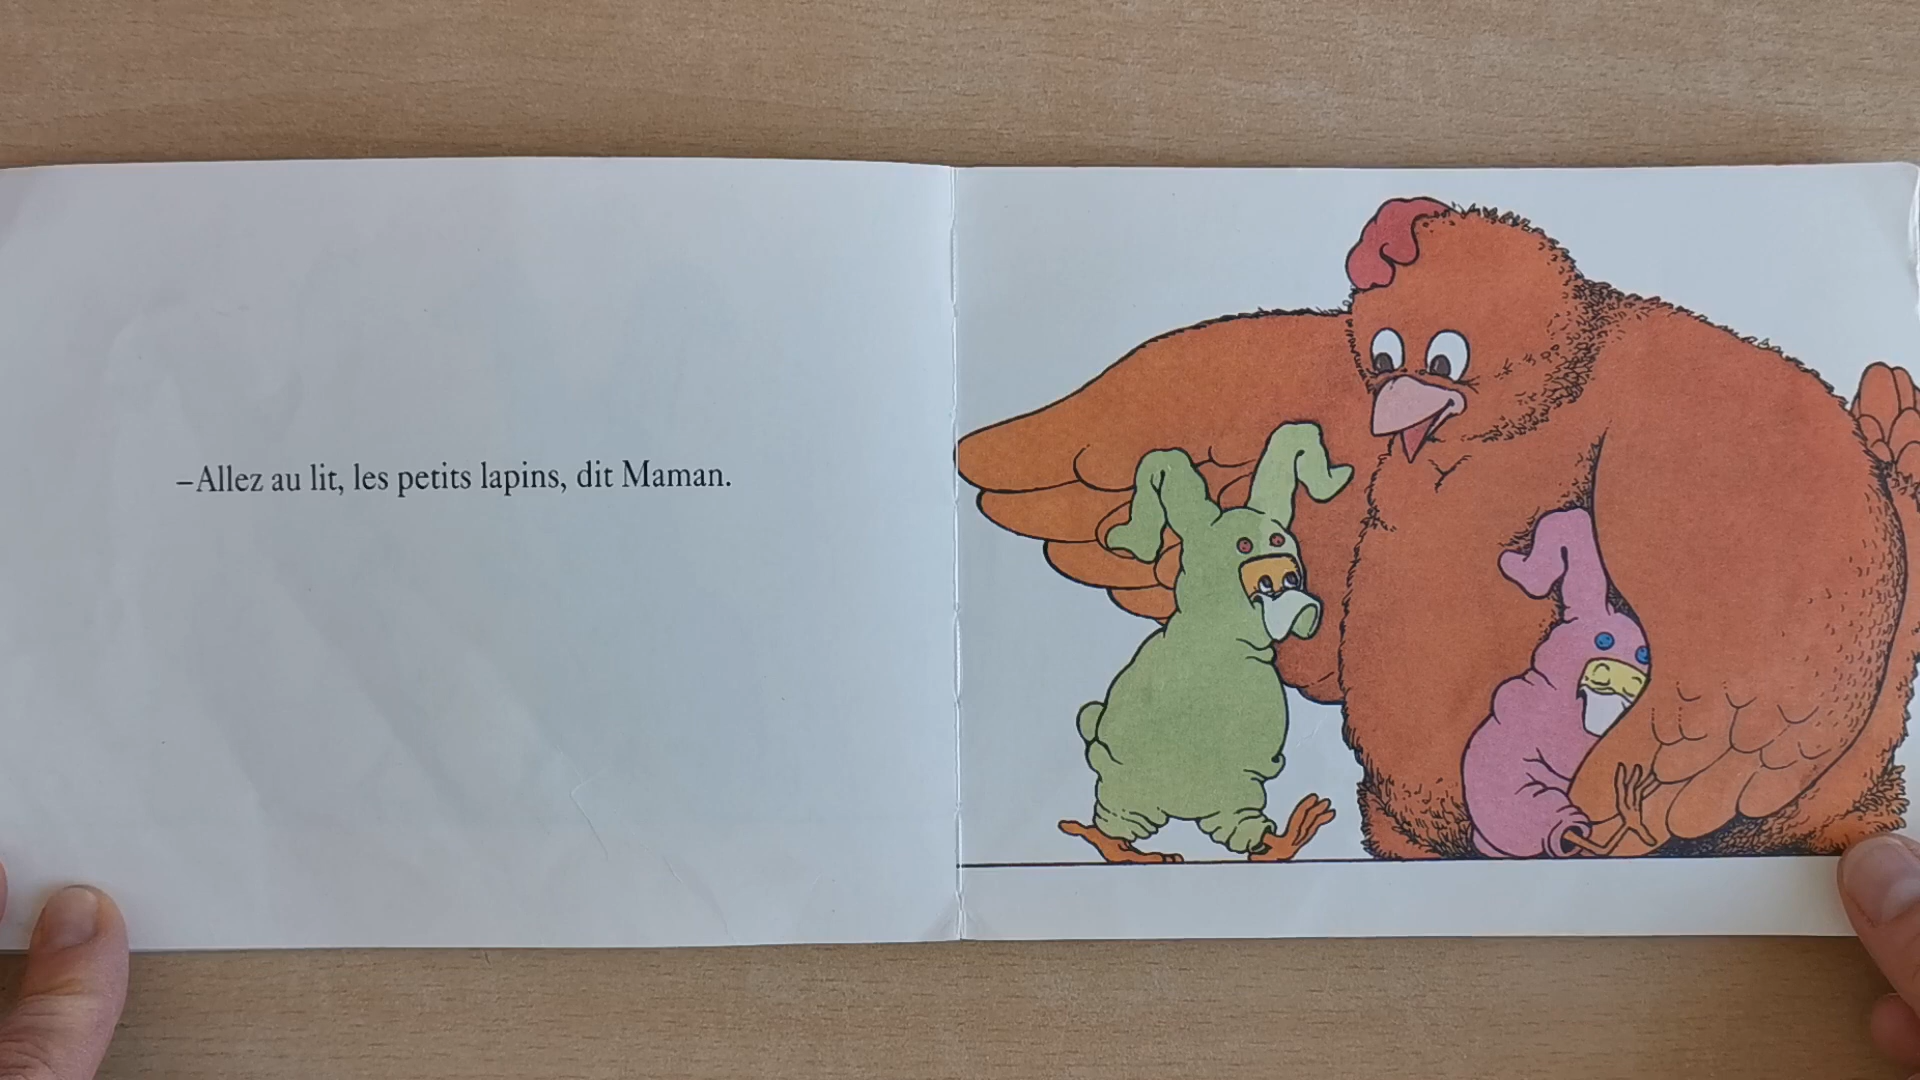 –Allez au lit, les petits lapins, dit Maman.